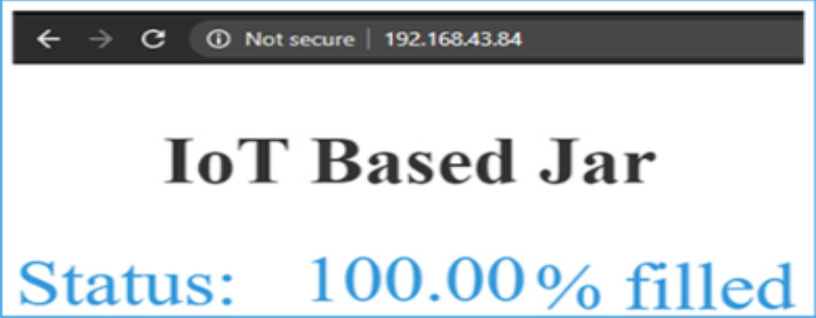 Not secure | 192.168.43.84
IoT Based Jar
Status: 100.00% filled